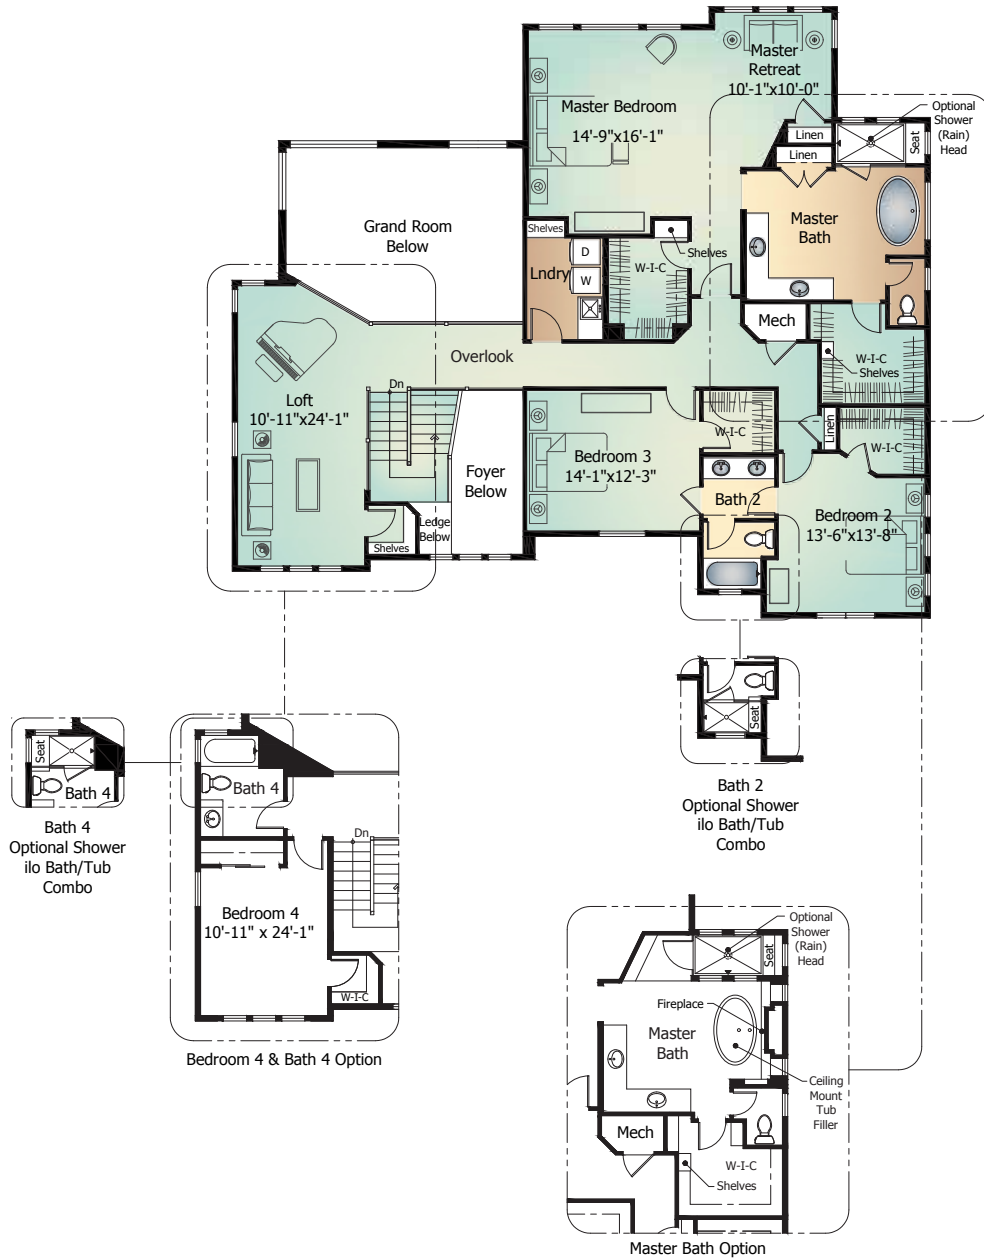 Master
Retreat
10'-1"x10'-0"
Master Bedroom
14'-9"x16'-1"
Optional
Shower
(Rain)
Head
Linen
Linen
Seat
Master
Bath
Grand Room
Below
Shelves
D
W
Lndry
W-I-C
Shelves
Mech
W-I-C
Shelves
Overlook
Dn
Loft
10'-11"x24'-1"
Foyer
Below
Ledge
Below
Shelves
Bedroom 3
14'-1"x12'-3"
W-I-C
Linen
W-I-C
Bath 2
Bedroom 2
13'-6"x13'-8"
Seat
Bath 2
Optional Shower
ilo Bath/Tub
Combo
Seat
Bath 4
Bath 4
Optional Shower
ilo Bath/Tub
Combo
Bath 4
Dn
Bedroom 4
10'-11" x 24'-1"
W-I-C
Bedroom 4 & Bath 4 Option
Optional
Shower
(Rain)
Head
Seat
Fireplace
Master
Bath
Ceiling
Mount
Tub
Filler
Mech
W-I-C
Shelves
Master Bath Option